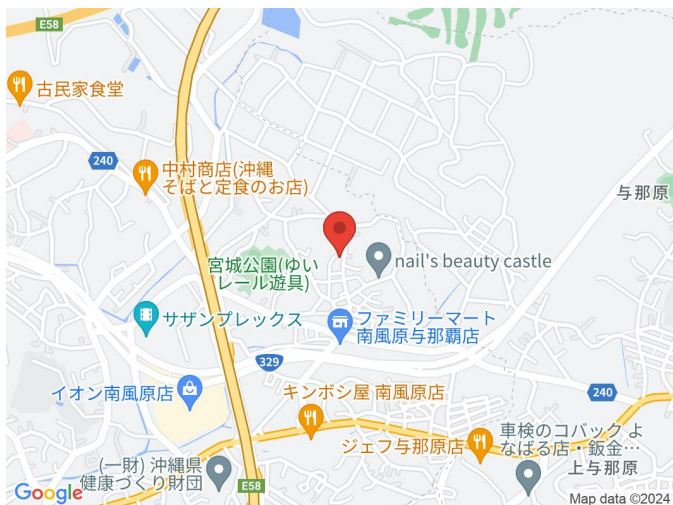 E58
古民家食堂
240
中村商店(沖縄
そばと定食のお店)
与那原
宮城公園(ゆい
レール遊具)
nail's beauty castle
サザンプレックス
ファミリーマート
南風原与那覇店
329
イオン南風原店
キンボシ屋 南風原店
240
ジェフ与那原店
車検のコバック よ
なばる店・鈑金…
上与那原
(一財) 沖縄県
健康づくり財団
E58
Google
Map data ©2024